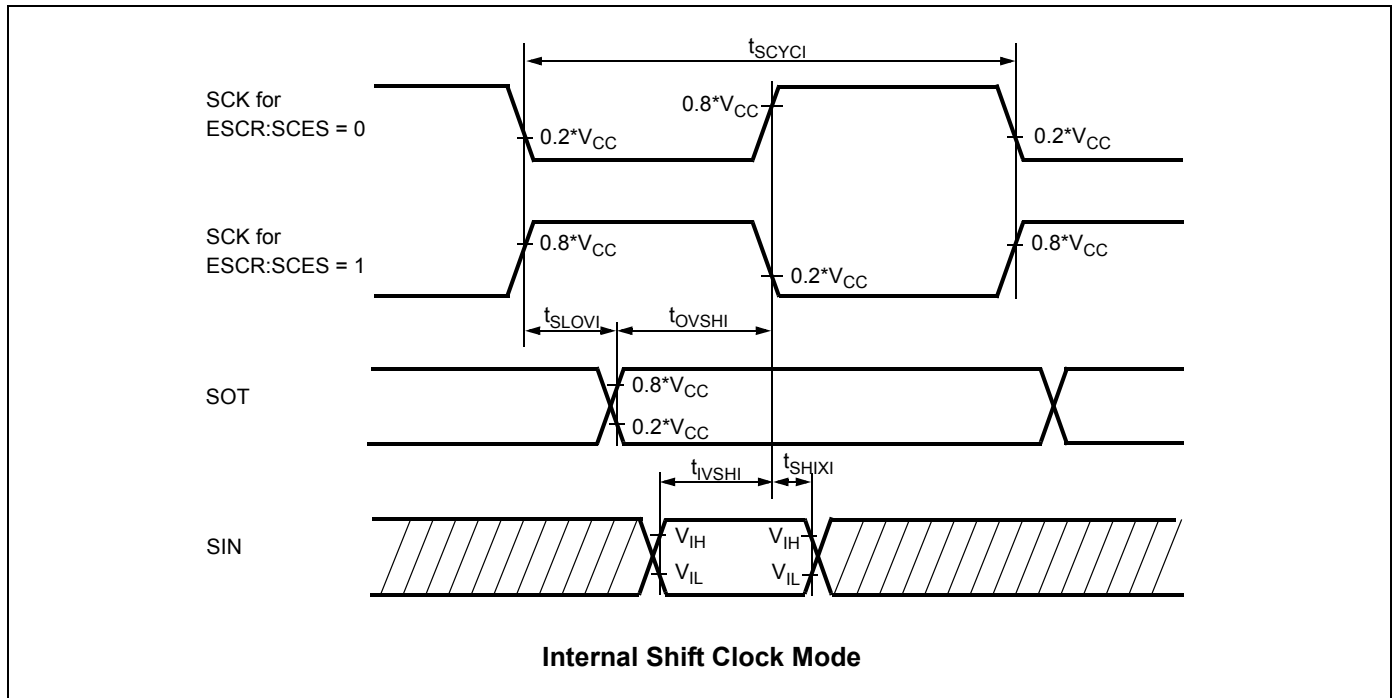 tSCYCI
SCK for
ESCR:SCES = 0
0.8*VCC
0.2*VCC
0.2*VCC
SCK for
ESCR:SCES = 1
0.8*VCC
0.8*VCC
0.2*VCC
tSLOVI
tOVSHI
SOT
0.8*VCC
0.2*VCC
tIVSHI
tSHIXI
SIN
VIH
VIH
VIL
VIL
Internal Shift Clock Mode